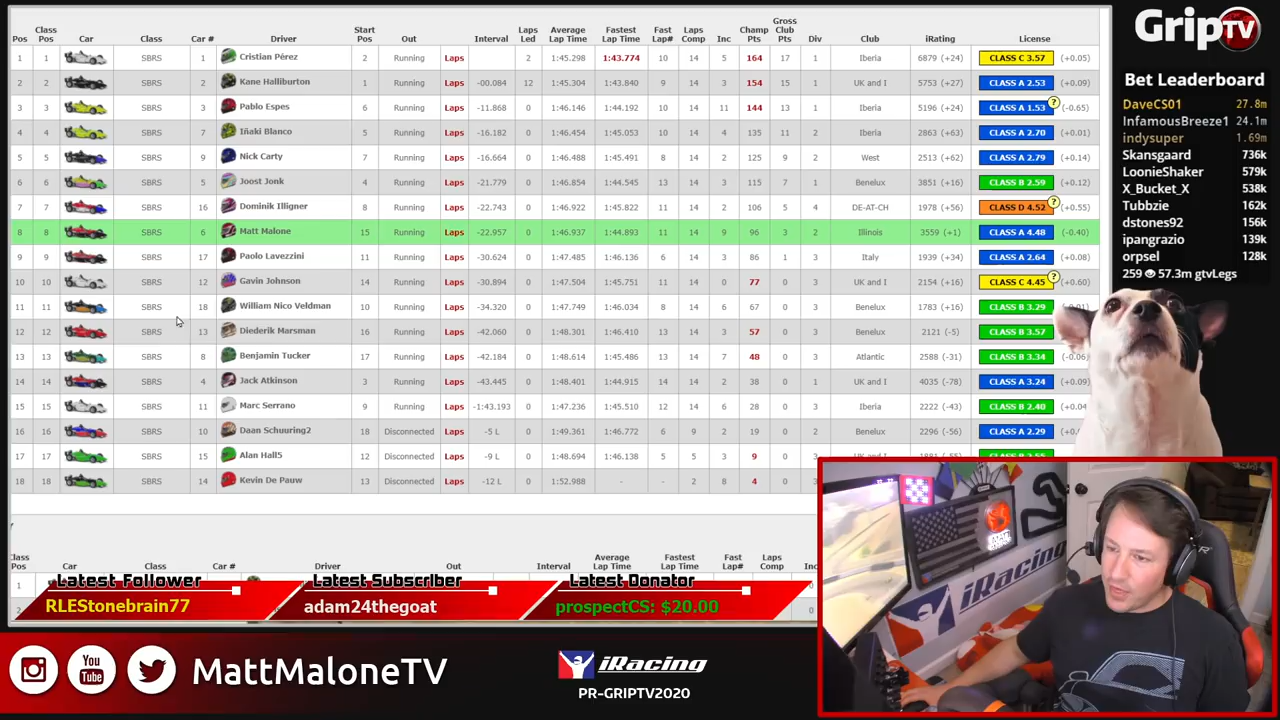 Pos Class Pos Car Class Car # Driver Start Pos Out Interval Laps Led Average Lap Time Fastest Lap Time Fast Lap# Laps Comp Inc Champ Pts Gross Club Pts Div Club iRating License
1 1 SBRS 1 Cristian Pérez 2 Running Laps 2 1:45.298 1:43.774 10 14 5 164 17 1 Iberia 6879 (+24) CLASS C 3.57 (+0.05)
2 2 SBRS 2 Kane Halliburton 1 Running Laps -00.084 12 1:45.303 1:43.840 9 14 2 154 15 1 UK and I 5753 (+27) CLASS A 2.53 (+0.09)
3 3 SBRS 3 Pablo Espes 6 Running Laps -11.868 0 1:46.146 1:44.192 10 14 11 144 13 1 Iberia 5196 (+24) CLASS A 1.53 ? (-0.65)
4 4 SBRS 7 Iñaki Blanco 5 Running Laps -16.182 0 1:46.454 1:45.053 10 14 4 135 11 2 Iberia 2863 (+63) CLASS A 2.70 (+0.01)
5 5 SBRS 9 Nick Carty 7 Running Laps -16.664 0 1:46.488 1:45.491 8 14 2 125 9 2 West 2513 (+62) CLASS A 2.79 (+0.14)
6 6 SBRS 5 Joost Jonk 4 Running Laps -21.779 0 1:46.854 1:44.545 13 14 3 115 7 1 Benelux 3851 (+16) CLASS B 2.59 (+0.12)
7 7 SBRS 16 Dominik Illigner 8 Running Laps -22.743 0 1:46.922 1:45.822 11 14 2 106 5 4 DE-AT-CH 1978 (+56) CLASS D 4.52 ? (+0.55)
8 8 SBRS 6 Matt Malone 15 Running Laps -22.957 0 1:46.937 1:44.893 11 14 9 96 3 2 Illinois 3559 (+1) CLASS A 4.48 (-0.40)
9 9 SBRS 17 Paolo Lavezzini 11 Running Laps -30.624 0 1:47.485 1:46.136 6 14 3 86 1 3 Italy 1939 (+34) CLASS A 2.64 (+0.08)
10 10 SBRS 12 Gavin Johnson 14 Running Laps -30.894 0 1:47.504 1:45.751 11 14 4 77 0 3 UK and I 2154 (+16) CLASS C 4.45 ? (+0.60)
11 11 SBRS 18 William Nico Veldman 10 Running Laps -34.320 0 1:47.749 1:46.034 8 14 6 67 0 3 Benelux 1783 (+16) CLASS B 3.29
12 12 SBRS 13 Diederik Marsman 16 Running Laps -42.060 0 1:48.301 1:46.410 13 14 3 57 0 3 Benelux 2121 (-5) CLASS B 3.57
13 13 SBRS 8 Benjamin Tucker 17 Running Laps -42.184 0 1:48.614 1:45.486 13 14 7 48 0 3 Atlantic 2588 (-31) CLASS B 3.34 (-0.06)
14 14 SBRS 4 Jack Atkinson 3 Running Laps -43.445 0 1:48.401 1:44.915 14 14 2 38 0 1 UK and I 4035 (-78) CLASS A 3.24 (+0.09)
15 15 SBRS 11 Marc Serrano 9 Running Laps -1:43.193 0 1:47.236 1:45.510 12 14 6 28 0 3 Iberia 2222 (-43) CLASS B 2.40 (+0.04
16 16 SBRS 10 Daan Schuuring2 18 Disconnected Laps -5 L 0 1:49.361 1:46.772 6 9 2 19 0 2 Benelux 2296 (-56) CLASS A 2.29
17 17 SBRS 15 Alan Hall5 12 Disconnected Laps -9 L 0 1:48.694 1:46.138 5 5 3 9 0
18 18 SBRS 14 Kevin De Pauw 13 Disconnected Laps -12 L 0 1:52.988 - - 2 8 4 0
Pos Car Class Car # Driver Out Interval Average Lap Time Fastest Lap Time Fast Lap# Laps Comp
1
GripTV
Bet Leaderboard
DaveCS01 27.8m
InfamousBreeze1 24.1m
indysuper 1.69m
Skansgaard 736k
LoonieShaker 579k
X_Bucket_X 538k
Tubbzie 162k
dstones92 156k
ipangrazio 139k
orpsel 128k
259 57.3m gtvLegs
Latest Follower Latest Subscriber Latest Donator
RLEStonebrain77 adam24thegoat prospectCS: $20.00
iRacing
You Tube MattMaloneTV iRacing
PR-GRIPTV2020